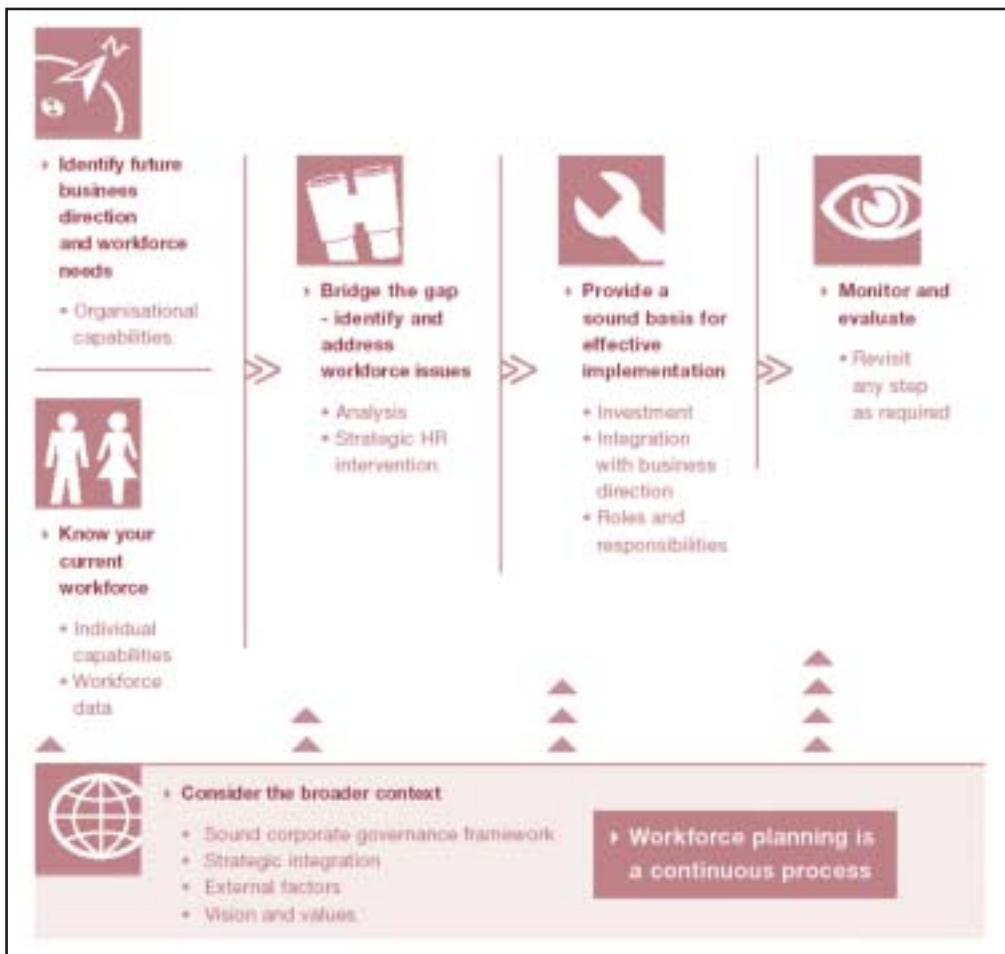 N
Identify future
business
direction
and workforce
needs
• Organisational
capabilities
Know your
current
workforce
• Individual
capabilities
• Workforce
data
Bridge the gap
- identify and
address
workforce issues
• Analysis
• Strategic HR
intervention
Provide a
sound basis for
effective
implementation
• Investment
• Integration
with business
direction
• Roles and
responsibilities
Monitor and
evaluate
• Revisit
any step
as required
Consider the broader context
• Sound corporate governance framework
• Strategic integration
• External factors
• Vision and values
Workforce planning is
a continuous process